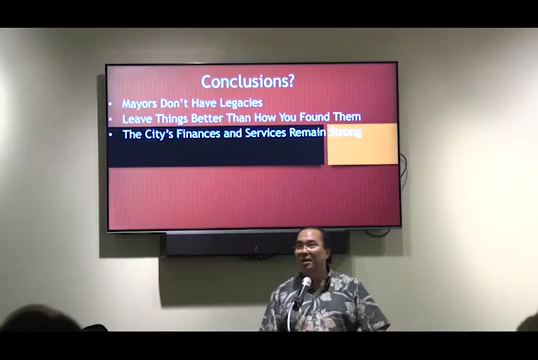 Conclusions?
• Mayors Don't Have Legacies
• Leave Things Better Than How You Found Them
• The City's Finances and Services Remain Strong